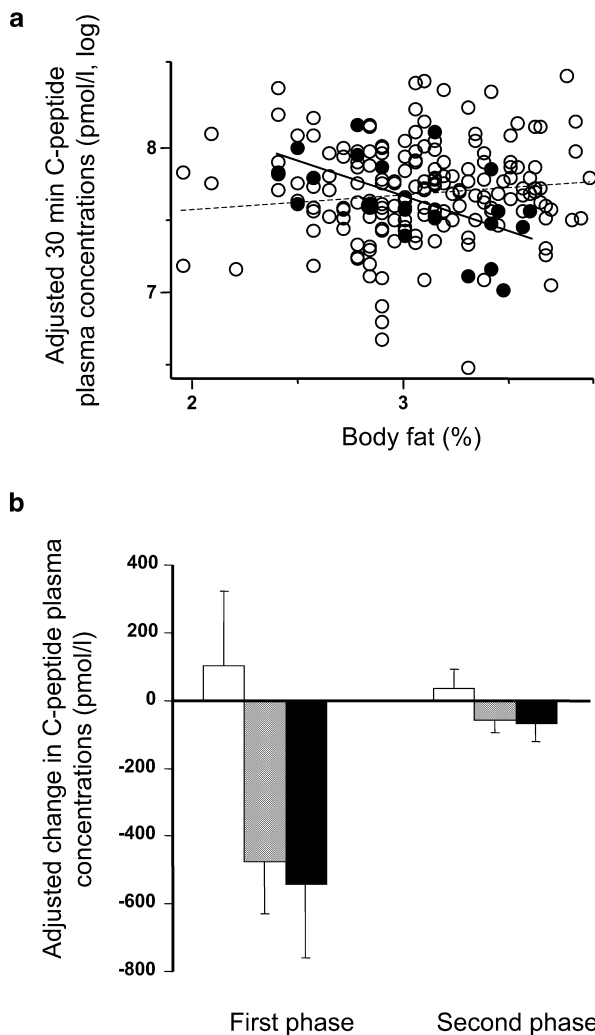 a
Adjusted 30 min C-peptide
plasma concentrations (pmol/l, log)
8
7
2
3
Body fat (%)
b
Adjusted change in C-peptide plasma
concentrations (pmol/l)
400
200
0
-200
-400
-600
-800
First phase
Second phase